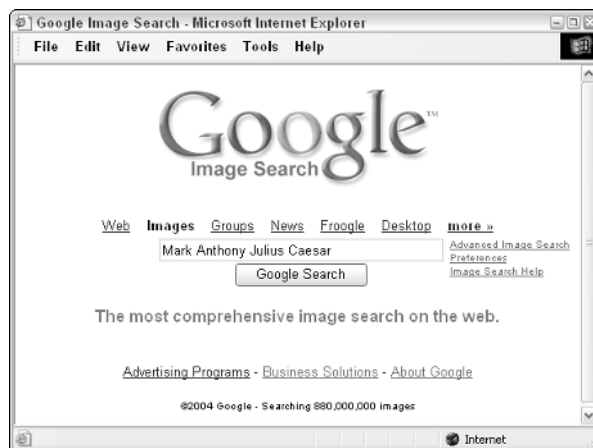 Google Image Search - Microsoft Internet Explorer
File Edit View Favorites Tools Help
Google™
Image Search
Web Images Groups News Froogle Desktop more »
Mark Anthony Julius Caesar
Advanced Image Search
Preferences
Image Search Help
Google Search
The most comprehensive image search on the web.
Advertising Programs - Business Solutions - About Google
©2004 Google - Searching 880,000,000 images
Internet